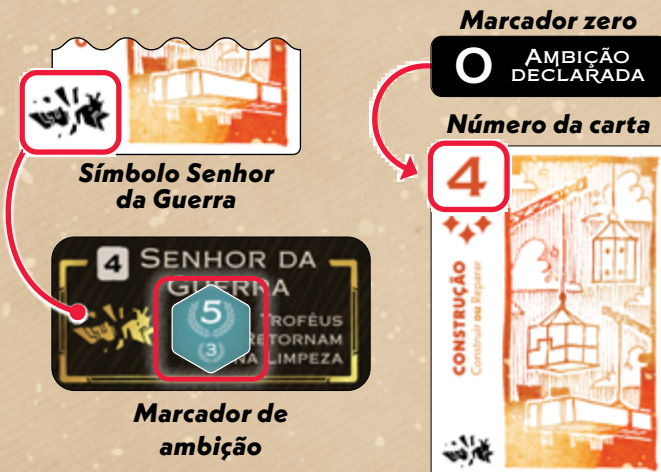 Símbolo Senhor
da Guerra
4
SENHOR DA
GUERRA
5
(3)
TROFÉUS
RETORNAM
NA LIMPEZA
Marcador de
ambição
Marcador zero
0 AMBIÇÃO
DECLARADA
Número da carta
4
CONSTRUÇÃO
Construir ou Reparar